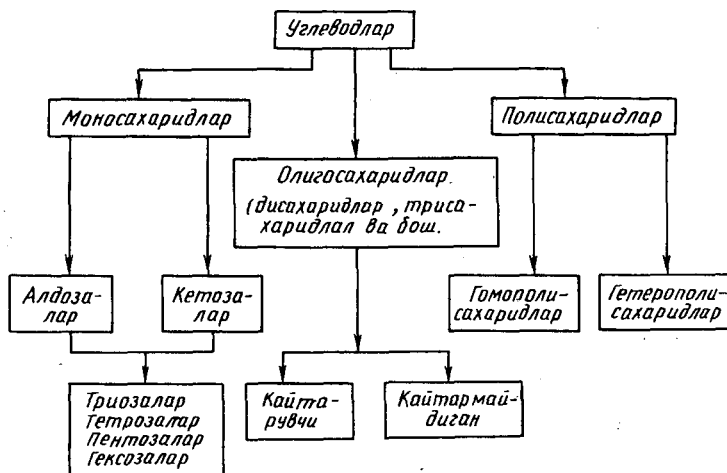 Углеводлар
Моносахаридлар
Полисахаридлар
Олигосахаридлар.
(дисахаридлар, триса-
харидлал ва бош.
Алдоза-
лар
Кетоза-
лар
Гомополи-
сахаридлар
Гетерополи-
сахаридлар
Триозалар
Тетрозалар
Пентозалар
Гексозалар
Кайта-
рувчи
Кайтармай-
диган